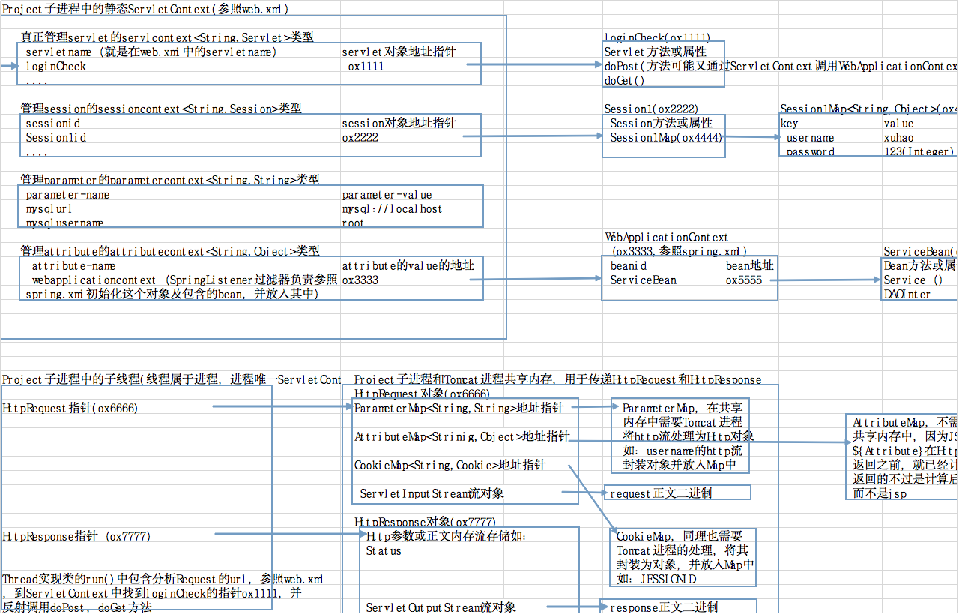 Project子进程中的静态ServletContext(参照web.xml)
真正管理servlet的servlcontext<String,Servlet>类型
servletname(就是在web.xml中的servletname) servlet对象地址指针
loginCheck ox1111
....
loginCheck(ox1111)
Servlet方法或属性
doPost(方法可能又通过ServletContext调用WebApplicationContex
doGet()
管理session的sessioncontext<String,Session>类型
sessionid session对象地址指针
Session1id ox2222
....
Session1(ox2222)
Session方法或属性
Session1Map(ox4444)
Session1Map<String,Object>(ox4
key value
username xuhao
password 123(Integer)
管理parameter的parametercontext<String,String>类型
parameter-name parameter-value
mysqlurl mysql://localhost
mysqlusername root
管理attribute的attributecontext<String,Object>类型
attribute-name attribute的value的地址
webapplicationcontext (SpringListener过滤器负责参照 ox3333
spring.xml初始化这个对象及包含的bean，并放入其中)
WebApplicationContext
(ox3333,参照spring.xml)
beanid bean地址
ServiceBean ox5555
ServiceBean(
Bean方法或属
Service ()
DAOInter
Project子进程中的子线程(线程属于进程，进程唯 ServletCont
HttpRequest指针(ox6666)
HttpResponse指针 (ox7777)
Thread实现类的run()中包含分析Request的url，参照web.xml
，到ServletContext中找到loginCheck的指针ox1111，并
反射调用doPost、doGet方法
Project子进程和Tomcat进程共享内存，用于传递HttpRequest和HttpResponse
HttpRequest对象(ox6666)
ParameterMap<String,String>地址指针
AttributeMap<Strinig,Object>地址指针
CookieMap<String,Cookie>地址指针
ServletInputStream流对象
ParameterMap，在共享
内存中需要Tomcat进程
将http流处理为Http对象
如：username的http流
封装对象并放入Map中
request正文二进制
AttributeMap，不需
共享内存中，因为JS
${Attribute}在Http
返回之前，就已经计
返回的不过是计算后
而不是jsp
HttpResponse对象(ox7777)
Http参数或正文内存流存储如：
Status
ServletOutputStream流对象
CookieMap，同理也需要
Tomcat进程的处理，将其
封装为对象，并放入Map中
如：JESSIONID
response正文二进制